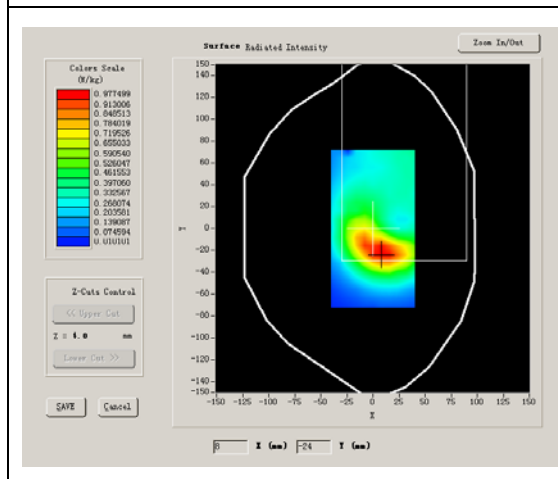 Surface Radiated Intensity
Zoom In/Out
Colors Scale
(W/kg)
0.977499
0.913006
0.848513
0.784019
0.719526
0.655033
0.590540
0.526047
0.461553
0.397060
0.332567
0.268074
0.203581
0.139087
0.074594
0.010101
Z-Cuts Control
<< Upper Cut
Z = 4.0 mm
Lower Cut >>
SAVE
Cancel
150
140
120
100
80
60
40
20
0
-20
-40
-60
-80
-100
-120
-140
-150
Y
-150 -125 -100 -75 -50 -25 0 25 50 75 100 125 150
X
8 X (mm) -24 Y (mm)